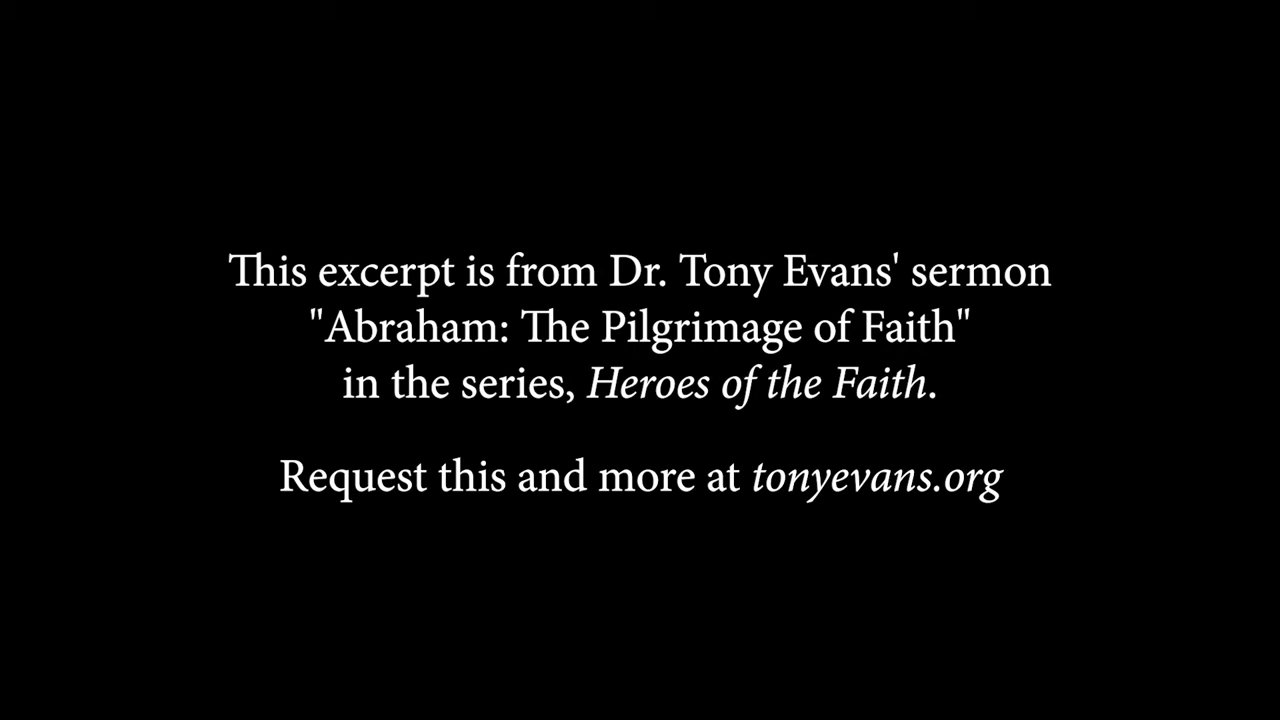 This excerpt is from Dr. Tony Evans' sermon
"Abraham: The Pilgrimage of Faith"
in the series, Heroes of the Faith.
Request this and more at tonyevans.org